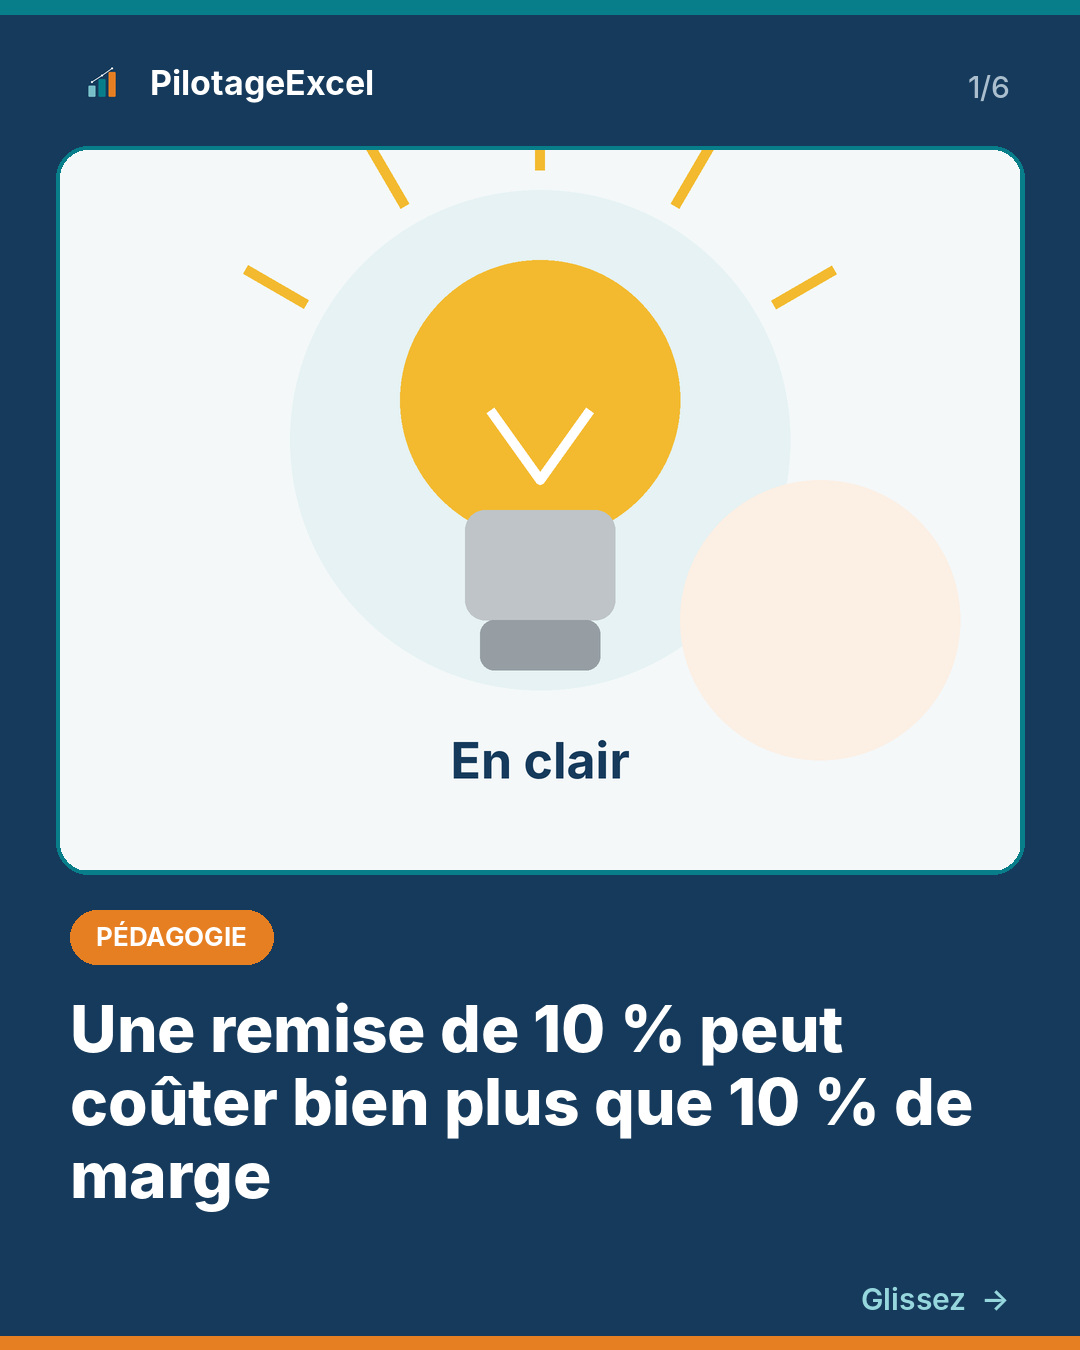 PilotageExcel
1/6
En clair
PÉDAGOGIE
Une remise de 10 % peut
coûter bien plus que 10 % de
marge
Glissez →